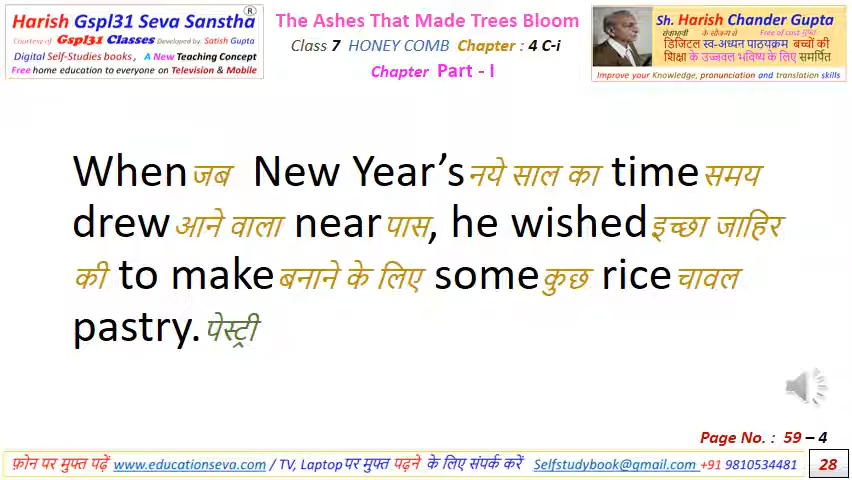 Harish Gspl31 Seva Sanstha®
Courtesy of Gspl31 Classes Developed by Satish Gupta
Digital Self-Studies books, A New Teaching Concept
Free home education to everyone on Television & Mobile
The Ashes That Made Trees Bloom
Class 7 HONEY COMB Chapter : 4 C-i
Chapter Part - I
Sh. Harish Chander Gupta
के सौजन्य से Free of cost मुफ्त
डिजिटल स्व-अध्यन पाठ्यक्रम बच्चों की
शिक्षा के उज्जवल भविष्य के लिए समर्पित
Improve your Knowledge, pronunciation and translation skills
When जब New Year’s नये साल का time समय
drew आने वाला near पास, he wished इच्छा जाहिर
की to make बनाने के लिए some कुछ rice चावल
pastry. पेस्ट्री
Page No. : 59 – 4
फ़ोन पर मुफ्त पढ़ें www.educationseva.com / TV, Laptop पर मुफ्त पढ़ने के लिए संपर्क करें Selfstudybook@gmail.com +91 9810534481 28